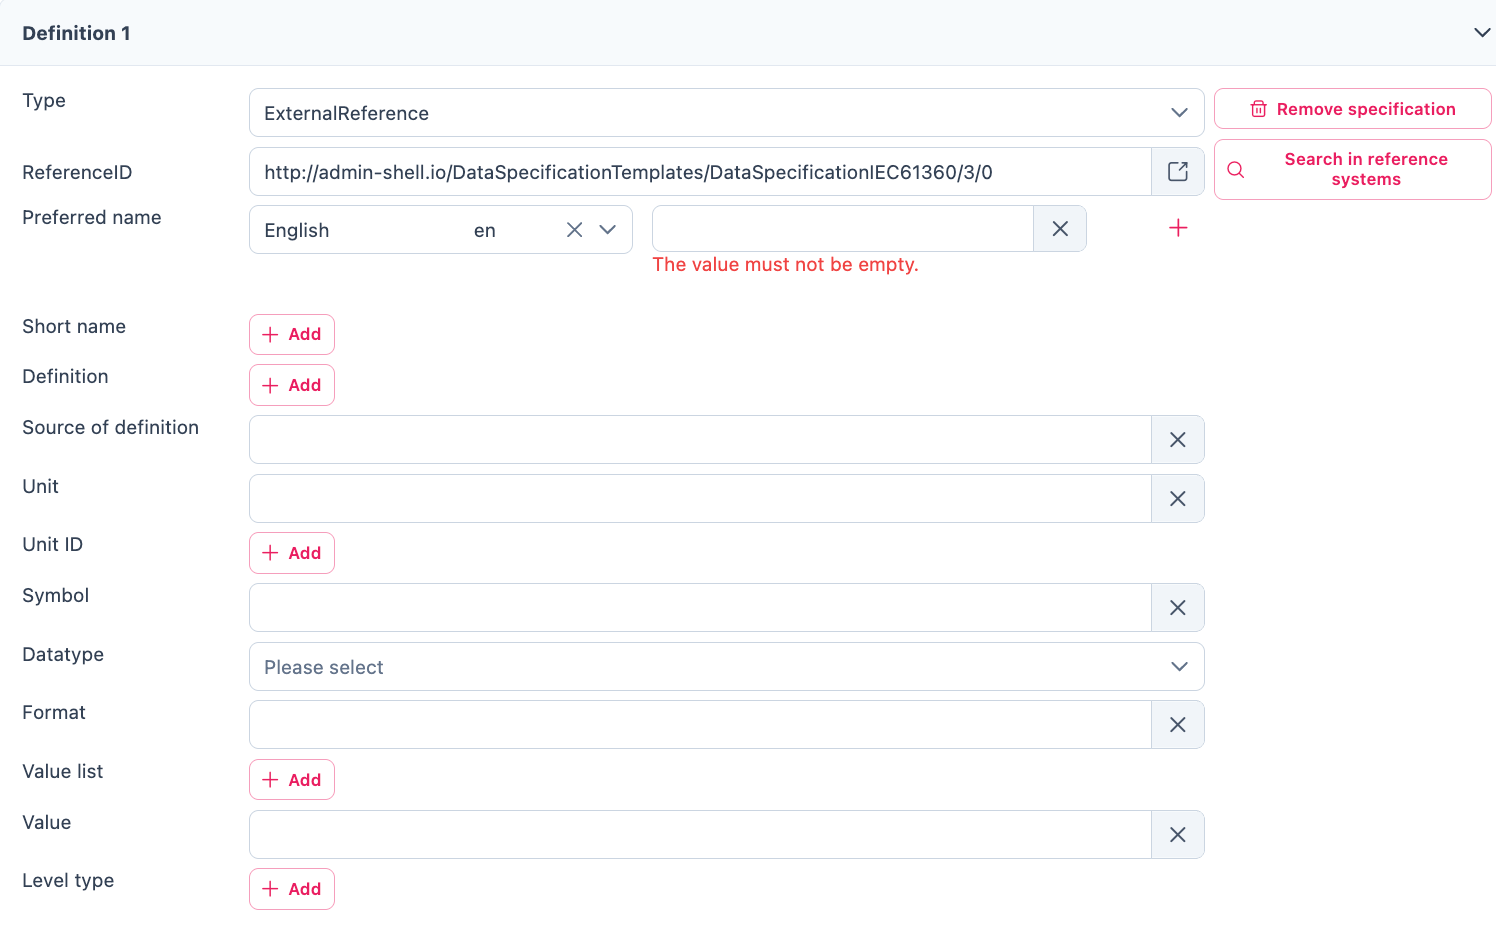 Definition 1
Type
ExternalReference
Remove specification
ReferenceID
http://admin-shell.io/DataSpecificationTemplates/DataSpecificationIEC61360/3/0
Search in reference
systems
Preferred name
English en
The value must not be empty.
Short name
Add
Definition
Add
Source of definition
Unit
Unit ID
Add
Symbol
Datatype
Please select
Format
Value list
Add
Value
Level type
Add